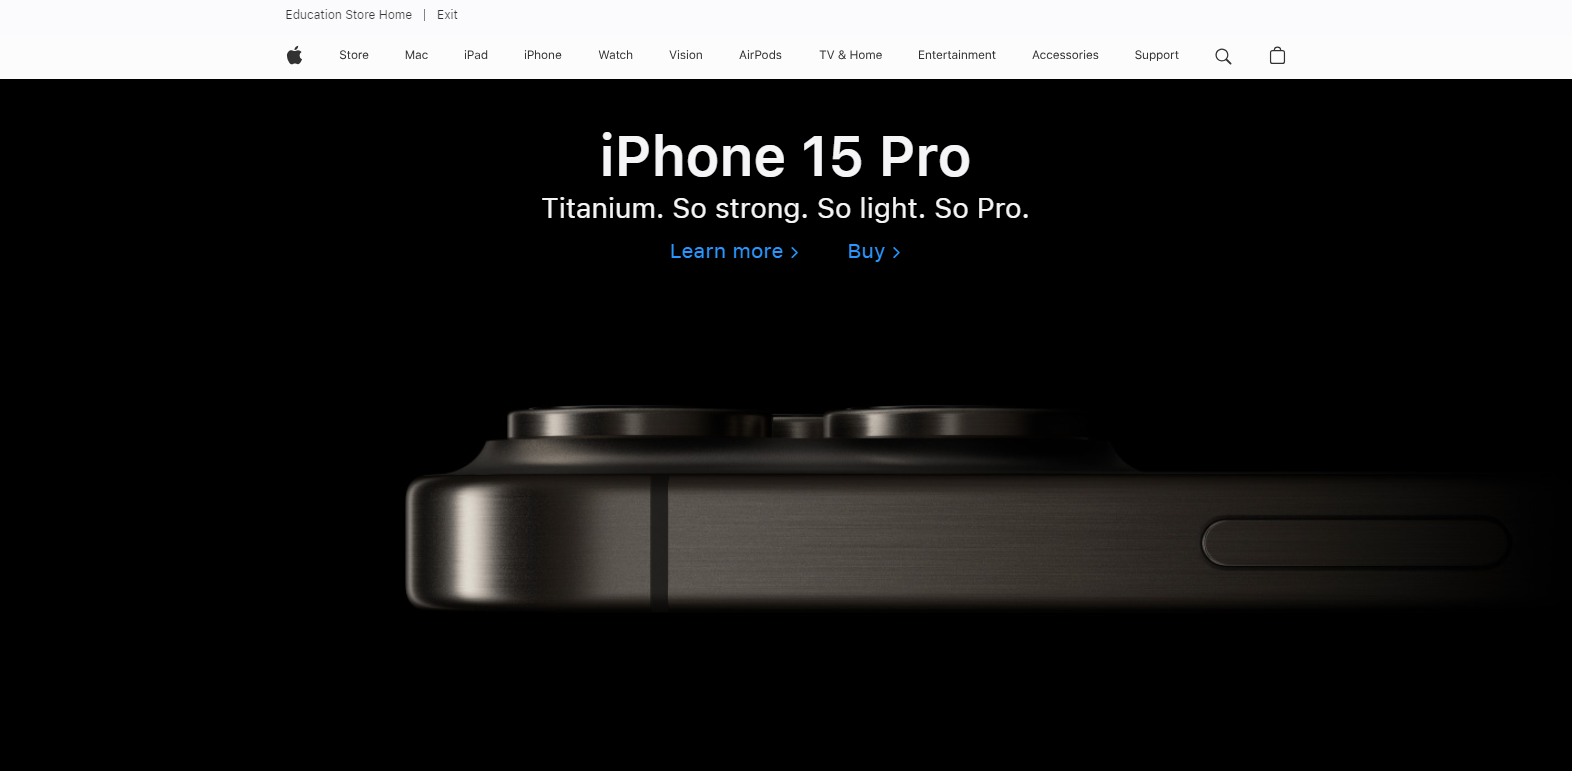 Education Store Home | Exit
Store Mac iPad iPhone Watch Vision AirPods TV & Home Entertainment Accessories Support
iPhone 15 Pro
Titanium. So strong. So light. So Pro.
Learn more > Buy >